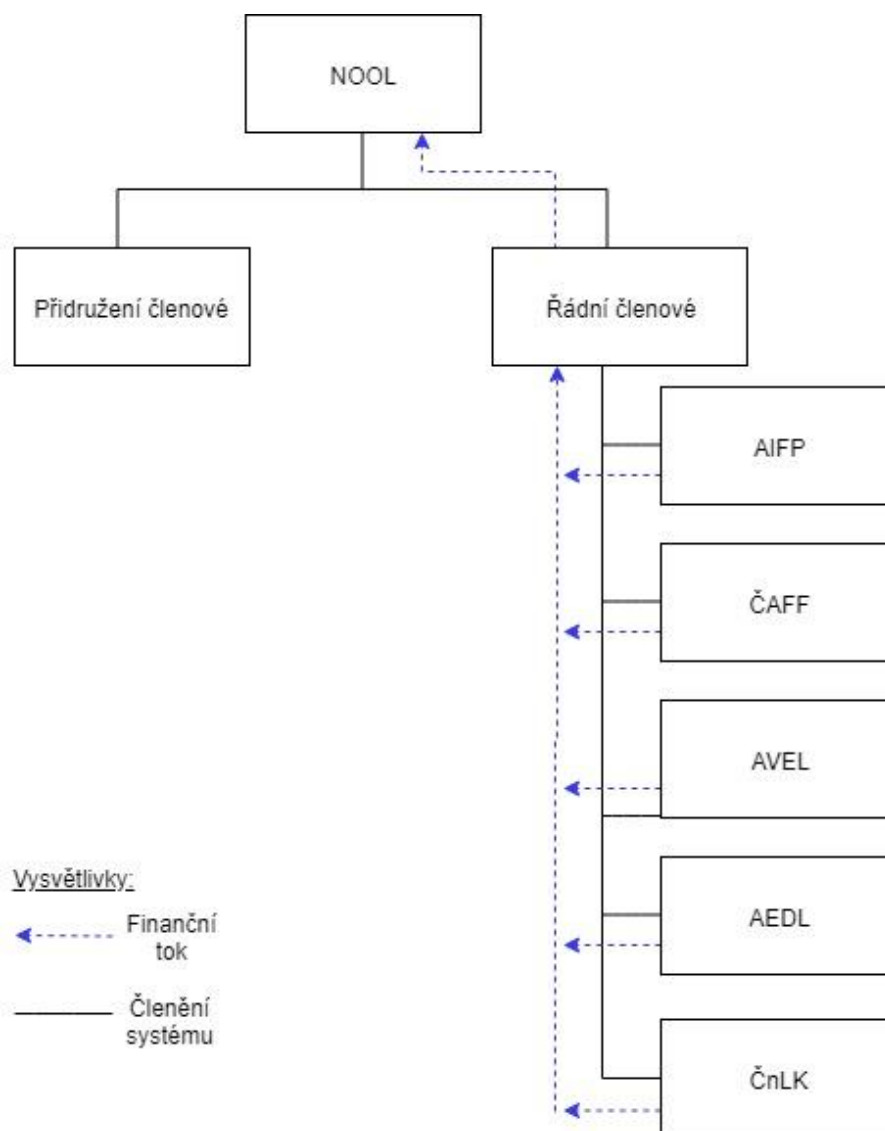 NOOL
Přidružení členové
Řádní členové
AIFP
ČAFF
AVEL
AEDL
ČnLK
Vysvětlivky:
Finanční
tok
Členění
systému